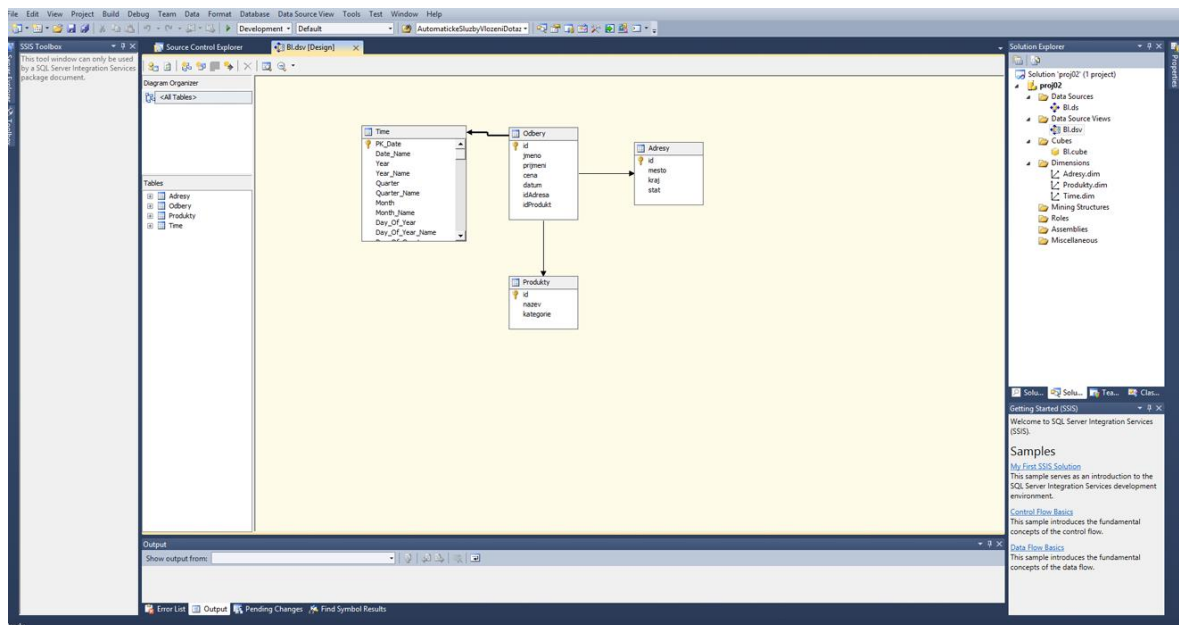 File Edit View Project Build Debug Team Data Format Database Data Source View Tools Test Window Help
Development Default AutomatickeSluzbyVlozeniDotaz
SSIS Toolbox
This tool window can only be used
by a SQL Server Integration Services
package document.
Server Explorer
Toolbox
Source Control Explorer
BI.dsv [Design]
Diagram Organizer
<All Tables>
Tables
Adresy
Odbery
Produkty
Time
Time
PK_Date
Date_Name
Year
Year_Name
Quarter
Quarter_Name
Month
Month_Name
Day_Of_Year
Day_Of_Year_Name
Odbery
id
jmeno
prijmeni
cena
datum
idAdresa
idProdukt
Adresy
id
mesto
kraj
stat
Produkty
id
nazev
kategorie
Output
Show output from:
Error List Output Pending Changes Find Symbol Results
Solution Explorer
Solution 'proj02' (1 project)
proj02
Data Sources
BI.ds
Data Source Views
BI.dsv
Cubes
BI.cube
Dimensions
Adresy.dim
Produkty.dim
Time.dim
Mining Structures
Roles
Assemblies
Miscellaneous
Solu... Solu... Tea... Clas...
Getting Started (SSIS)
Welcome to SQL Server Integration Services
(SSIS).
Samples
My First SSIS Solution
This sample serves as an introduction to the
SQL Server Integration Services development
environment.
Control Flow Basics
This sample introduces the fundamental
concepts of the control flow.
Data Flow Basics
This sample introduces the fundamental
concepts of the data flow.
Properties